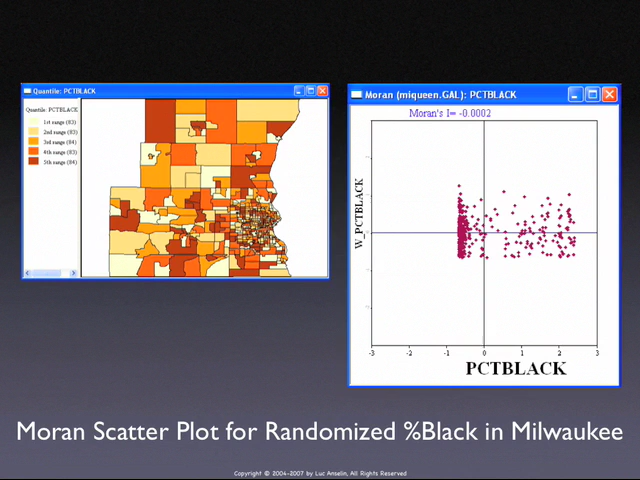 Quantile: PCTBLACK
Quantile: PCTBLACK
1st range (83)
2nd range (83)
3rd range (84)
4th range (83)
5th range (84)
Moran (miqueen.GAL): PCTBLACK
Moran's I= -0.0002
W_PCTBLACK
-3 -2 -1 0 1 2 3
PCTBLACK
Moran Scatter Plot for Randomized %Black in Milwaukee
Copyright © 2004-2007 by Luc Anselin, All Rights Reserved